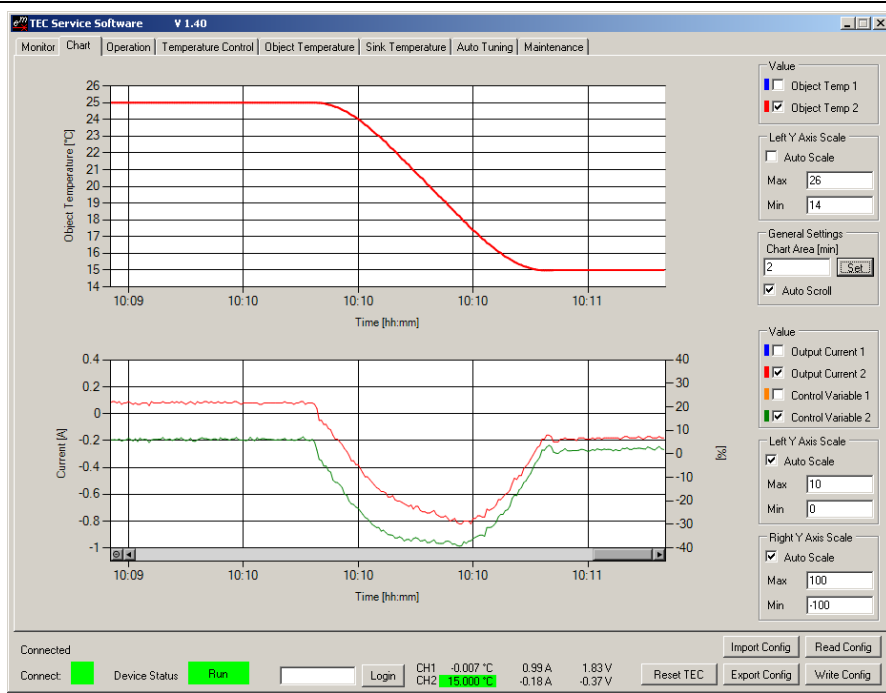 TEC Service Software V 1.40
Monitor Chart Operation Temperature Control Object Temperature Sink Temperature Auto Tuning Maintenance
Object Temperature [°C]
26
25
24
23
22
21
20
19
18
17
16
15
14
10:09 10:10 10:10 10:10 10:11
Time [hh:mm]
Value
Object Temp 1
Object Temp 2
Left Y Axis Scale
Auto Scale
Max 26
Min 14
General Settings
Chart Area [min]
2 Set
Auto Scroll
Current [A]
0.4
0.2
0
-0.2
-0.4
-0.6
-0.8
-1
40
30
20
10
0
-10
-20
-30
-40
[%]
10:09 10:10 10:10 10:10 10:11
Time [hh:mm]
Value
Output Current 1
Output Current 2
Control Variable 1
Control Variable 2
Left Y Axis Scale
Auto Scale
Max 10
Min 0
Right Y Axis Scale
Auto Scale
Max 100
Min -100
Connected
Connect: Device Status Run Login
CH1 -0.007 °C 0.99 A 1.83 V
CH2 15.000 °C -0.18 A -0.37 V
Reset TEC
Import Config Read Config
Export Config Write Config